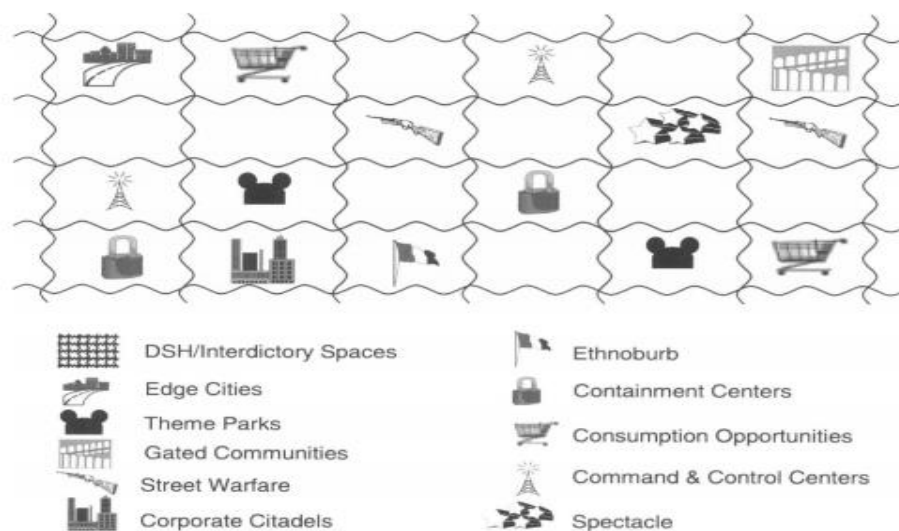 DSH/Interdictory Spaces
Edge Cities
Theme Parks
Gated Communities
Street Warfare
Corporate Citadels
Ethnoburb
Containment Centers
Consumption Opportunities
Command & Control Centers
Spectacle